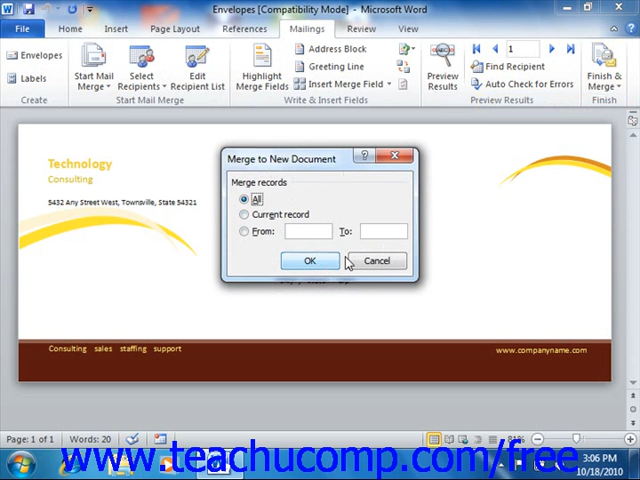 Envelopes [Compatibility Mode] - Microsoft Word
File Home Insert Page Layout References Mailings Review View
Envelopes
Labels
Create
Start Mail
Merge
Select
Recipients
Edit
Recipient List
Start Mail Merge
Highlight
Merge Fields
Address Block
Greeting Line
Insert Merge Field
Write & Insert Fields
Preview
Results
1
Find Recipient
Auto Check for Errors
Preview Results
Finish &
Merge
Finish
Technology
Consulting
5432 Any Street West, Townsville, State 54321
Merge to New Document
Merge records
All
Current record
From: To:
OK Cancel
Consulting sales staffing support
www.companyname.com
Page: 1 of 1 Words: 20 81%
www.teachucomp.com/free
3:06 PM
10/18/2010